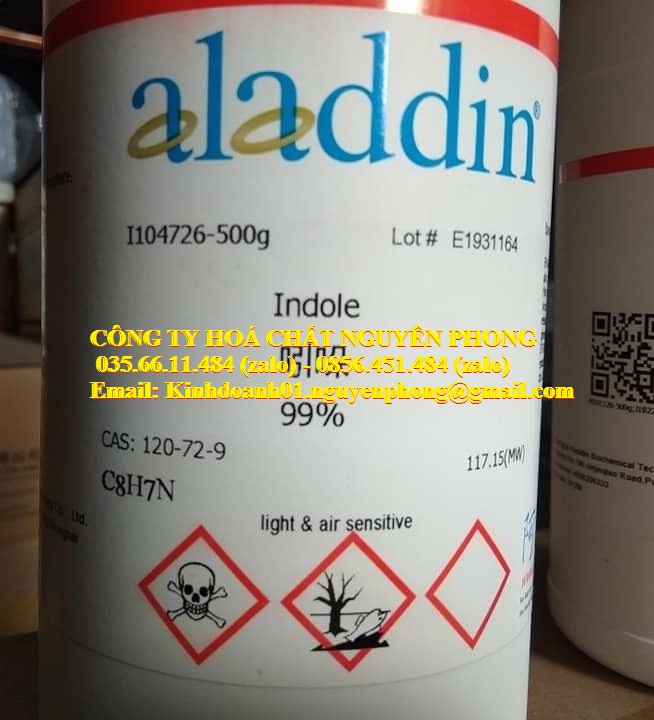 aladdin®
I104726-500g
Lot # E1931164
Indole
CÔNG TY HOÁ CHẤT NGUYÊN PHONG
035.66.11.484 (zalo) - 0856.451.484 (zalo)
Email: Kinhdoanh01.nguyenphong@gmail.com
99%
CAS: 120-72-9
117.15(MW)
C8H7N
light & air sensitive